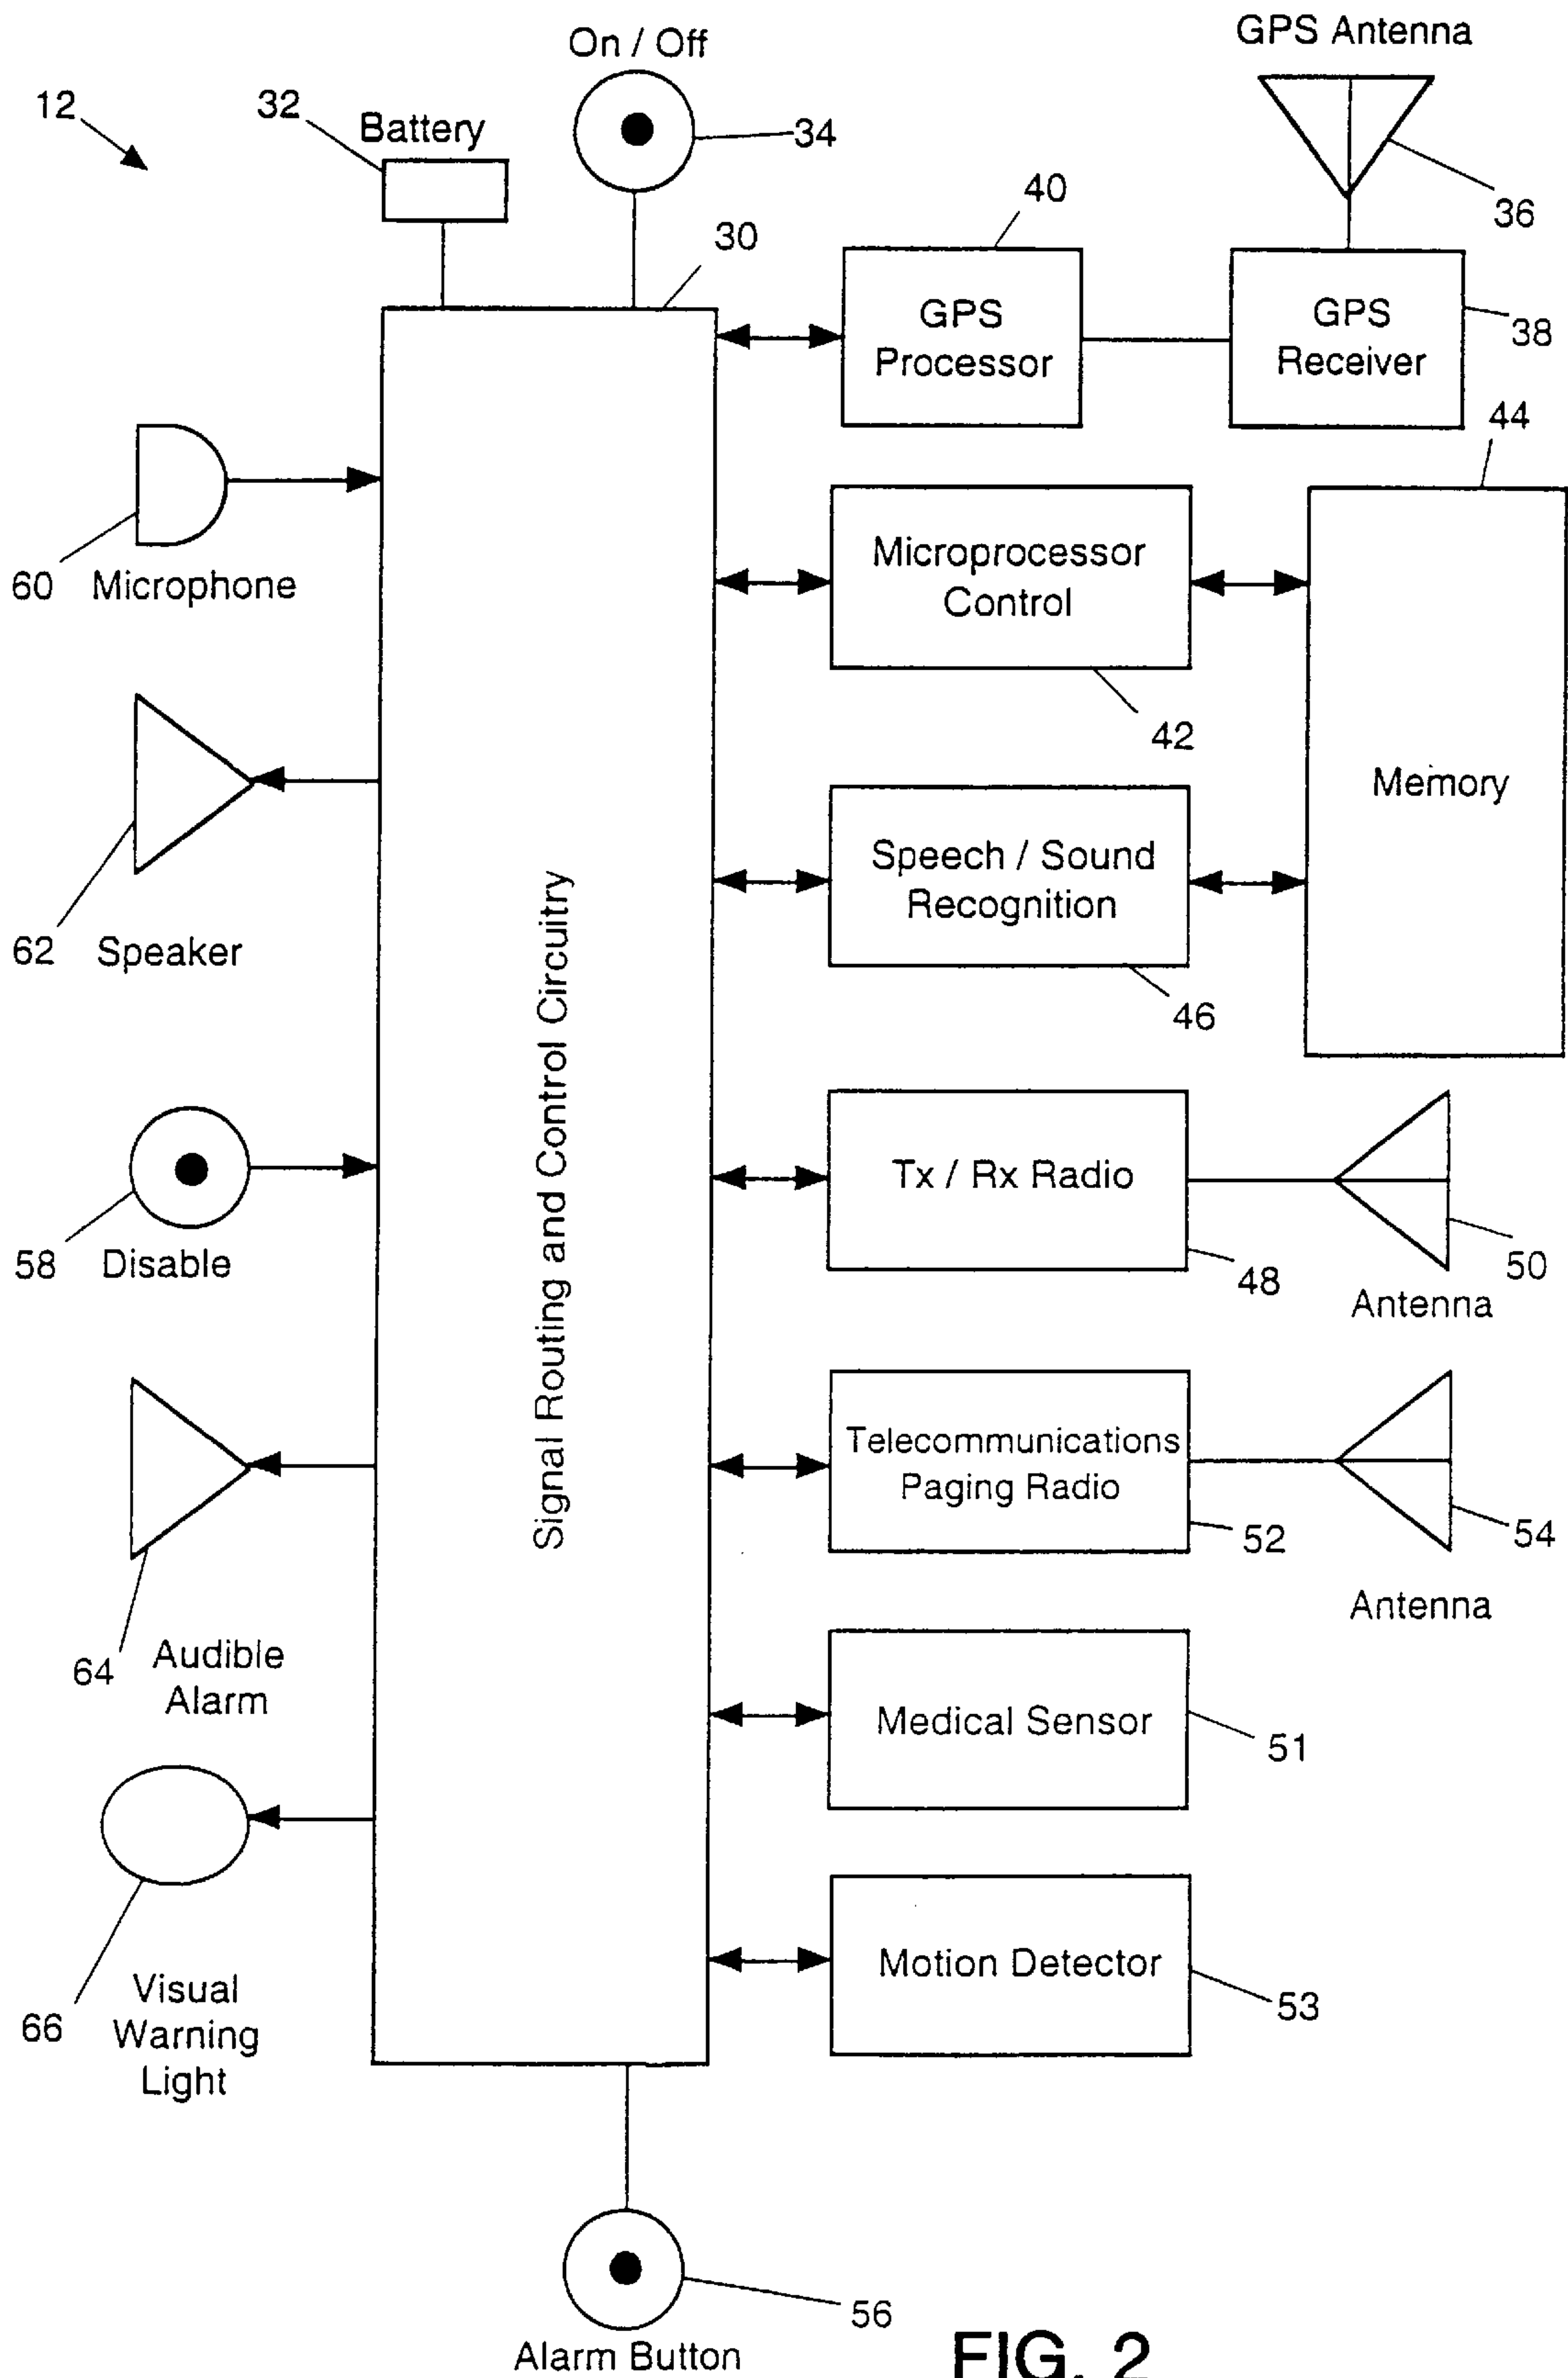 GPS Antenna
On / Off
12
32
Battery
34
40
36
30
GPS
Processor
GPS
Receiver
38
44
Microprocessor
Control
60 Microphone
42
Memory
Speech / Sound
Recognition
62 Speaker
46
Signal Routing and Control Circuitry
Tx / Rx Radio
58 Disable
48
50
Antenna
Telecommunications
Paging Radio
52
54
Antenna
64
Audible
Alarm
Medical Sensor
51
Motion Detector
53
66
Visual
Warning
Light
56
Alarm Button
FIG. 2